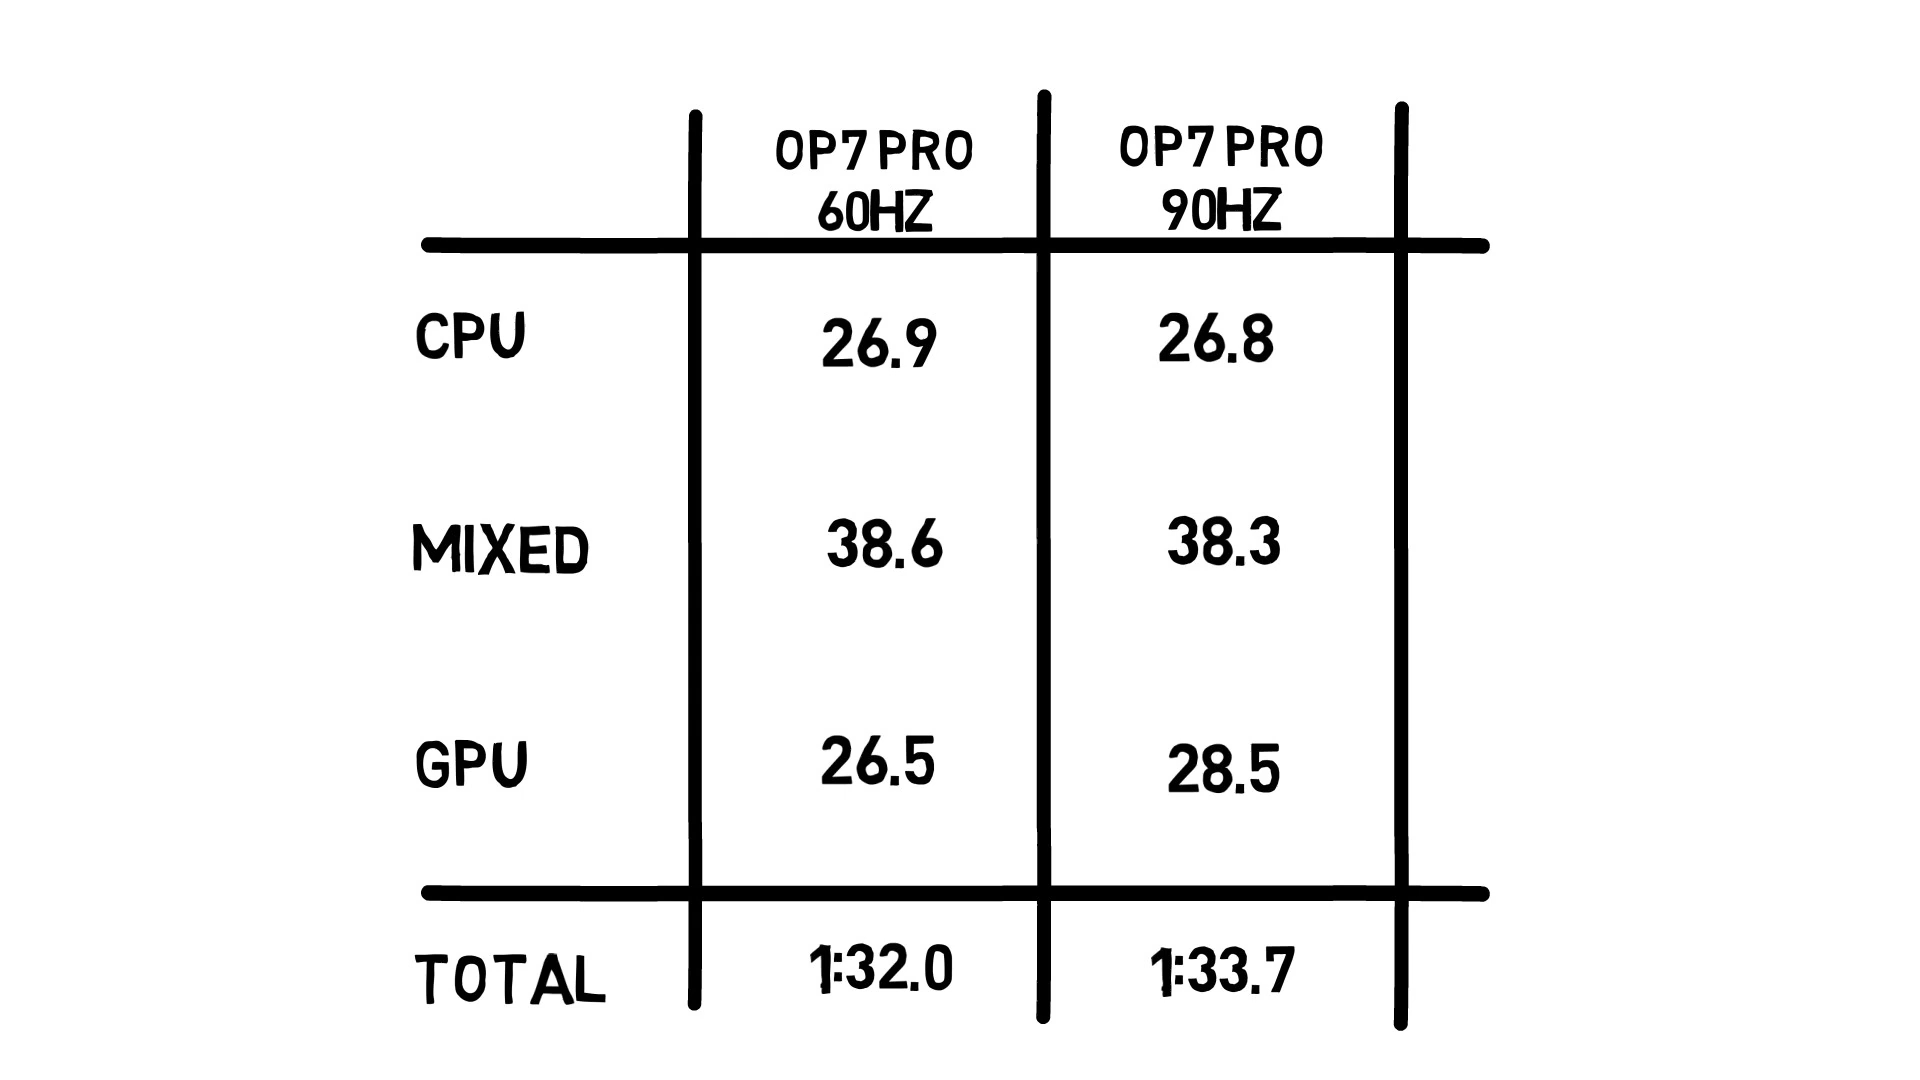 OP7 PRO 60HZ
OP7 PRO 90HZ
CPU 26.9 26.8
MIXED 38.6 38.3
GPU 26.5 28.5
TOTAL 1:32.0 1:33.7